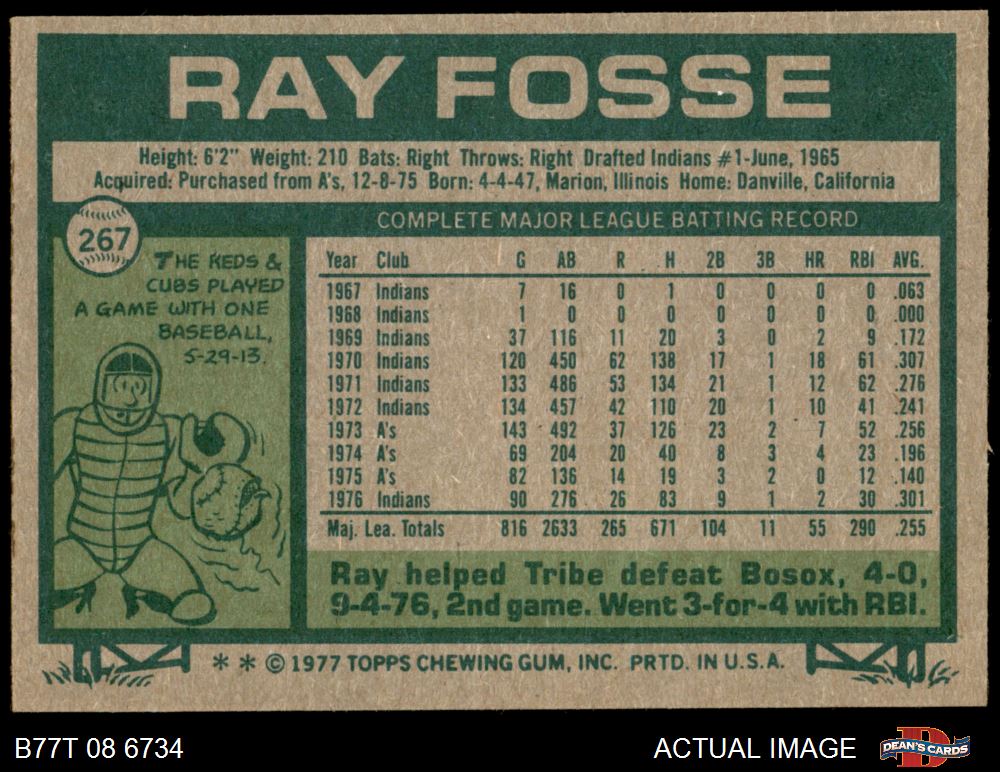 RAY FOSSE
Height: 6'2" Weight: 210 Bats: Right Throws: Right Drafted Indians #1-June, 1965
Acquired: Purchased from A's, 12-8-75 Born: 4-4-47, Marion, Illinois Home: Danville, California
267
THE REDS &
CUBS PLAYED
A GAME WITH ONE
BASEBALL,
5-29-13.
COMPLETE MAJOR LEAGUE BATTING RECORD
Year Club G AB R H 2B 3B HR RBI AVG.
1967 Indians 7 16 0 1 0 0 0 0 .063
1968 Indians 1 0 0 0 0 0 0 0 .000
1969 Indians 37 116 11 20 3 0 2 9 .172
1970 Indians 120 450 62 138 17 1 18 61 .307
1971 Indians 133 486 53 134 21 1 12 62 .276
1972 Indians 134 457 42 110 20 1 10 41 .241
1973 A's 143 492 37 126 23 2 7 52 .256
1974 A's 69 204 20 40 8 3 4 23 .196
1975 A's 82 136 14 19 3 2 0 12 .140
1976 Indians 90 276 26 83 9 1 2 30 .301
Maj. Lea. Totals 816 2633 265 671 104 11 55 290 .255
Ray helped Tribe defeat Bosox, 4-0,
9-4-76, 2nd game. Went 3-for-4 with RBI.
* * © 1977 TOPPS CHEWING GUM, INC. PRTD. IN U.S.A.
B77T 08 6734
ACTUAL IMAGE
D
DEAN'S CARDS